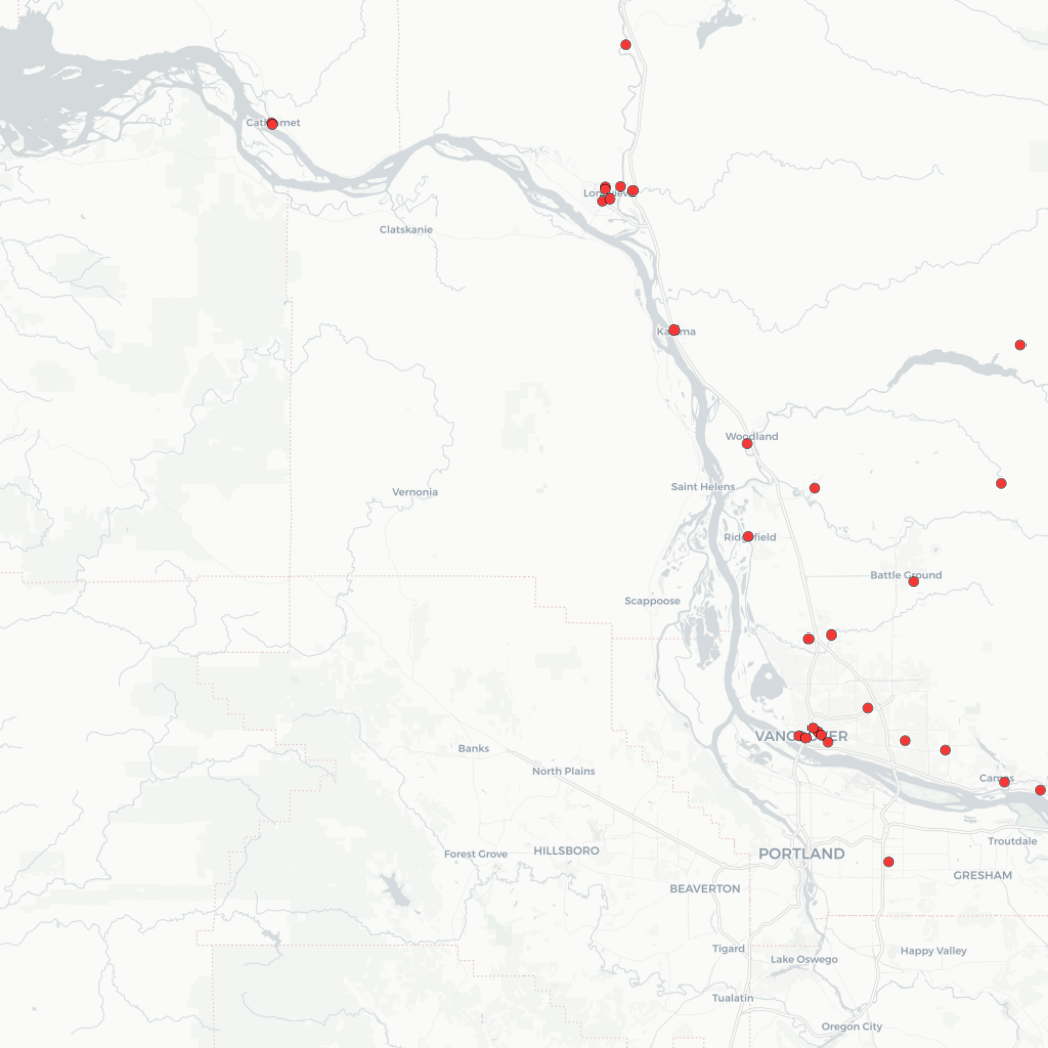 Cathlamet
Longview
Clatskanie
Kalama
Woodland
Saint Helens
Vernonia
Ridgefield
Battle Ground
Scappoose
VANCOUVER
Banks
North Plains
Camas
Troutdale
Forest Grove
HILLSBORO
PORTLAND
GRESHAM
BEAVERTON
Tigard
Lake Oswego
Happy Valley
Tualatin
Oregon City